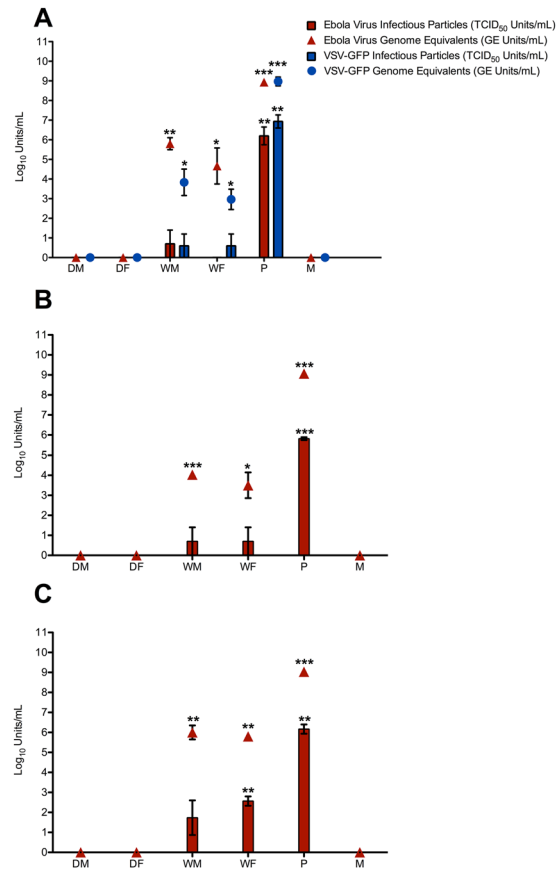 A
Ebola Virus Infectious Particles (TCID50 Units/mL)
Ebola Virus Genome Equivalents (GE Units/mL)
VSV-GFP Infectious Particles (TCID50 Units/mL)
VSV-GFP Genome Equivalents (GE Units/mL)
Log10 Units/mL
11
10
9
8
7
6
5
4
3
2
1
0
** * * * *** ** *** **
DM DF WM WF P M
B
Log10 Units/mL
11
10
9
8
7
6
5
4
3
2
1
0
*** * *** ***
DM DF WM WF P M
C
Log10 Units/mL
11
10
9
8
7
6
5
4
3
2
1
0
** ** ** *** **
DM DF WM WF P M